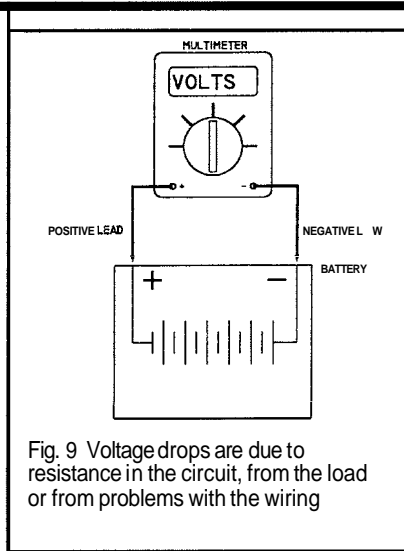 MULTIMETER
VOLTS
+ -
POSITIVE LEAD
NEGATIVE L W
BATTERY
+ -
Fig. 9 Voltage drops are due to
resistance in the circuit, from the load
or from problems with the wiring